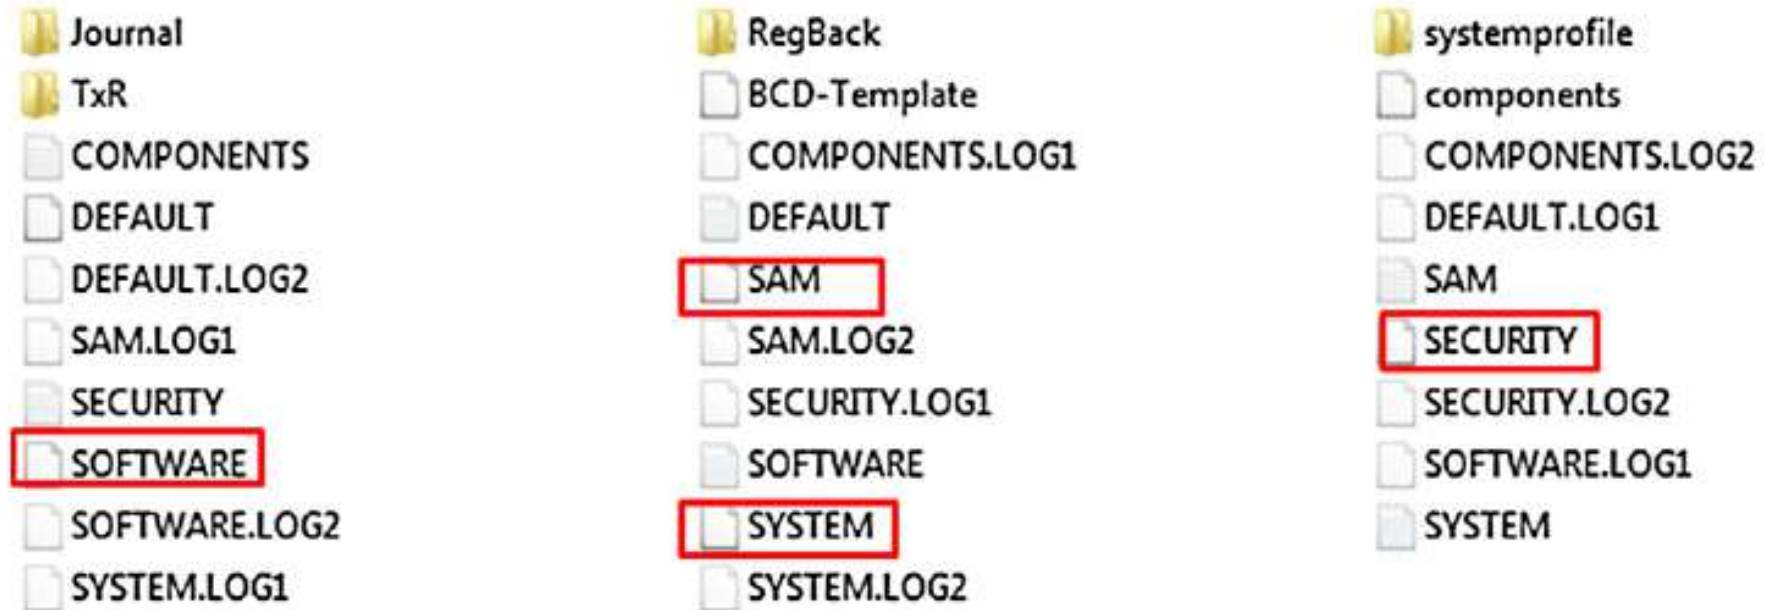 Journal
RegBack
systemprofile
TxR
BCD-Template
components
COMPONENTS
COMPONENTS.LOG1
COMPONENTS.LOG2
DEFAULT
DEFAULT
DEFAULT.LOG1
DEFAULT.LOG2
SAM
SAM
SAM.LOG1
SAM.LOG2
SECURITY
SECURITY
SECURITY.LOG1
SECURITY.LOG2
SOFTWARE
SOFTWARE
SOFTWARE.LOG1
SOFTWARE.LOG2
SYSTEM
SYSTEM
SYSTEM.LOG1
SYSTEM.LOG2